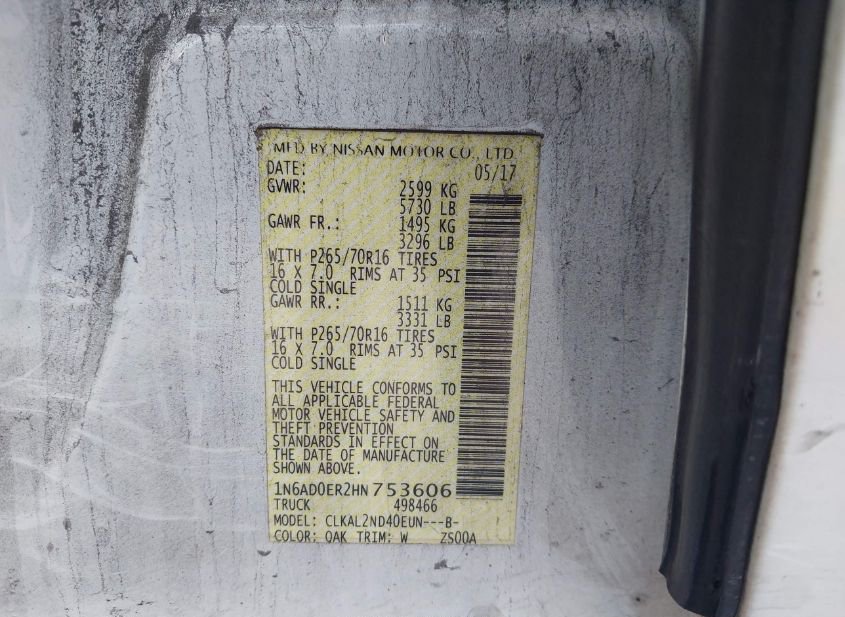 MFD BY NISSAN MOTOR CO., LTD.
DATE: 05/17
GVWR: 2599 KG
5730 LB
GAWR FR.: 1495 KG
3296 LB
WITH P265/70R16 TIRES
16 X 7.0 RIMS AT 35 PSI
COLD SINGLE
GAWR RR.: 1511 KG
3331 LB
WITH P265/70R16 TIRES
16 X 7.0 RIMS AT 35 PSI
COLD SINGLE
THIS VEHICLE CONFORMS TO
ALL APPLICABLE FEDERAL
MOTOR VEHICLE SAFETY AND
THEFT PREVENTION
STANDARDS IN EFFECT ON
THE DATE OF MANUFACTURE
SHOWN ABOVE.
1N6AD0ER2HN753606
TRUCK 498466
MODEL: CLKAL2ND40EUN---B-
COLOR: QAK TRIM: W ZS00A